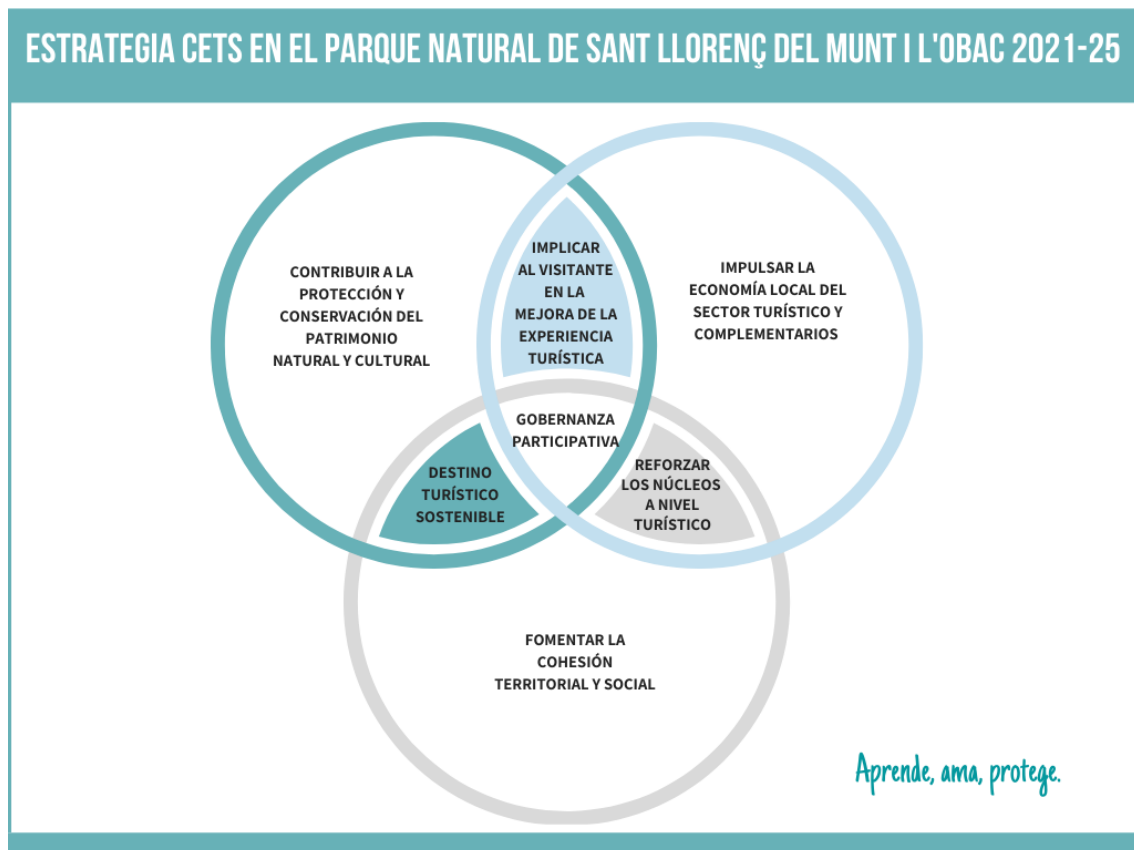 ESTRATEGIA CETS EN EL PARQUE NATURAL DE SANT LLORENÇ DEL MUNT I L'OBAC 2021-25
CONTRIBUIR A LA
PROTECCIÓN Y
CONSERVACIÓN DEL
PATRIMONIO
NATURAL Y CULTURAL
IMPLICAR
AL VISITANTE
EN LA
MEJORA DE LA
EXPERIENCIA
TURÍSTICA
IMPULSAR LA
ECONOMÍA LOCAL DEL
SECTOR TURÍSTICO Y
COMPLEMENTARIOS
GOBERNANZA
PARTICIPATIVA
DESTINO
TURÍSTICO
SOSTENIBLE
REFORZAR
LOS NÚCLEOS
A NIVEL
TURÍSTICO
FOMENTAR LA
COHESIÓN
TERRITORIAL Y SOCIAL
Aprende, ama, protege.